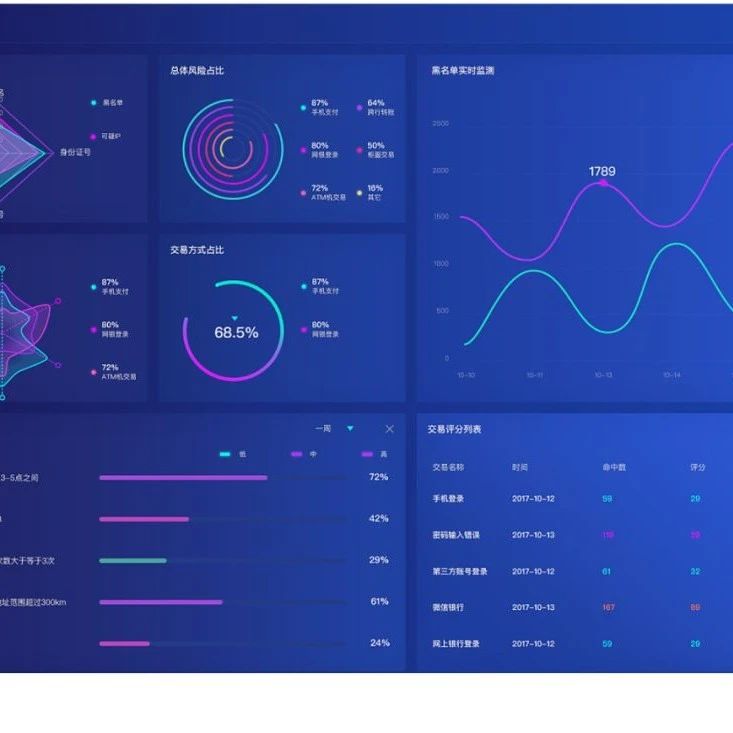 黑名单
可疑IP
身份证号
总体风险占比
87%
手机支付
64%
跨行转账
80%
网银登录
50%
柜面交易
72%
ATM机交易
16%
其它
黑名单实时监测
2500
2000
1500
1000
500
0
1789
10-10
10-11
10-13
10-14
87%
手机支付
80%
网银登录
72%
ATM机交易
交易方式占比
68.5%
87%
手机支付
80%
网银登录
一周
低
中
高
3-5点之间
72%
42%
次数大于等于3次
29%
地址范围超过300km
61%
24%
交易评分列表
交易名称 时间 命中数 评分
手机登录 2017-10-12 59 29
密码输入错误 2017-10-13
第三方账号登录 2017-10-12 61 32
微信银行 2017-10-13 167 69
网上银行登录 2017-10-12 59 29